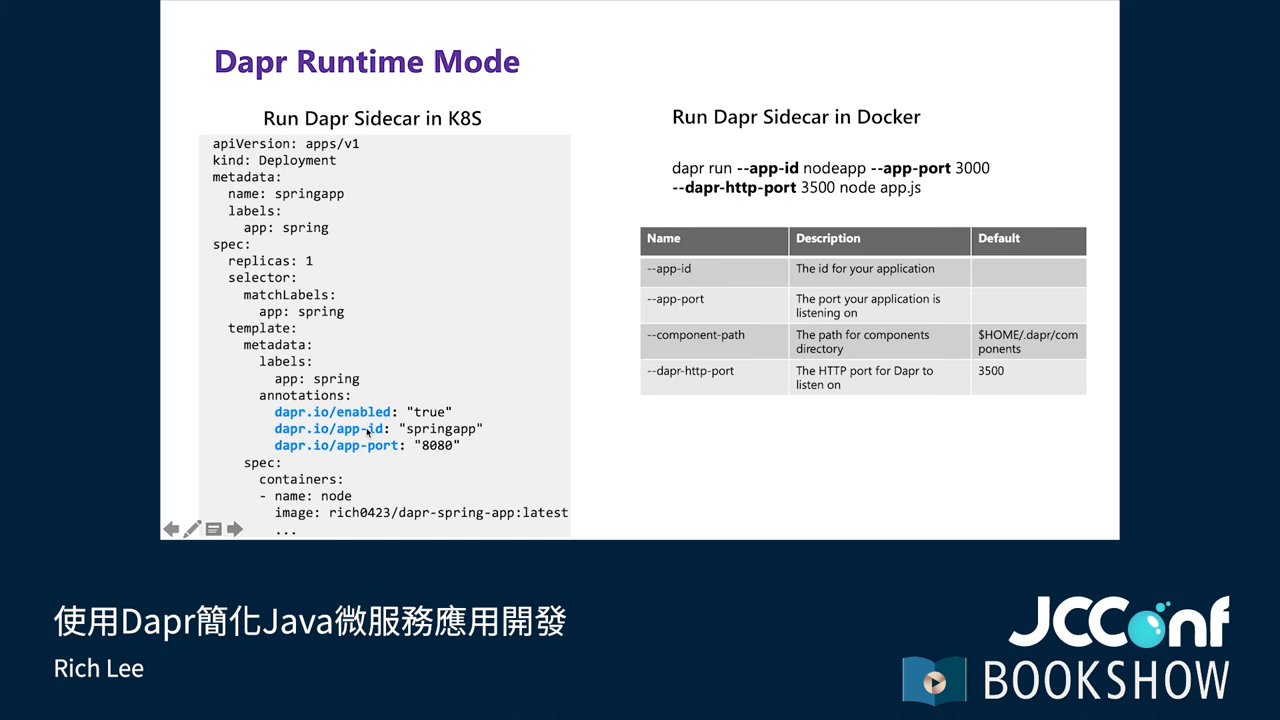 Dapr Runtime Mode
Run Dapr Sidecar in K8S
apiVersion: apps/v1
kind: Deployment
metadata:
  name: springapp
  labels:
    app: spring
spec:
  replicas: 1
  selector:
    matchLabels:
      app: spring
  template:
    metadata:
      labels:
        app: spring
      annotations:
        dapr.io/enabled: "true"
        dapr.io/app-id: "springapp"
        dapr.io/app-port: "8080"
    spec:
      containers:
      - name: node
        image: rich0423/dapr-spring-app:latest
        ...
Run Dapr Sidecar in Docker
dapr run --app-id nodeapp --app-port 3000
--dapr-http-port 3500 node app.js
Name Description Default
--app-id The id for your application
--app-port The port your application is
listening on
--component-path The path for components $HOME/.dapr/com
directory ponents
--dapr-http-port The HTTP port for Dapr to 3500
listen on
使用Dapr簡化Java微服務應用開發
Rich Lee
JCConf
BOOKSHOW